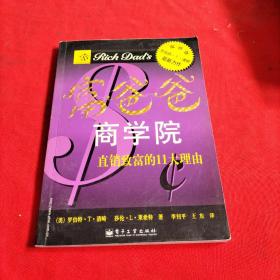 Rich Dad's
富爸爸
$
商学院
直销致富的11大理由
¢
(美) 罗伯特·T·清崎 莎伦·L·莱希特 著 李钊平 王东 译
电子工业出版社